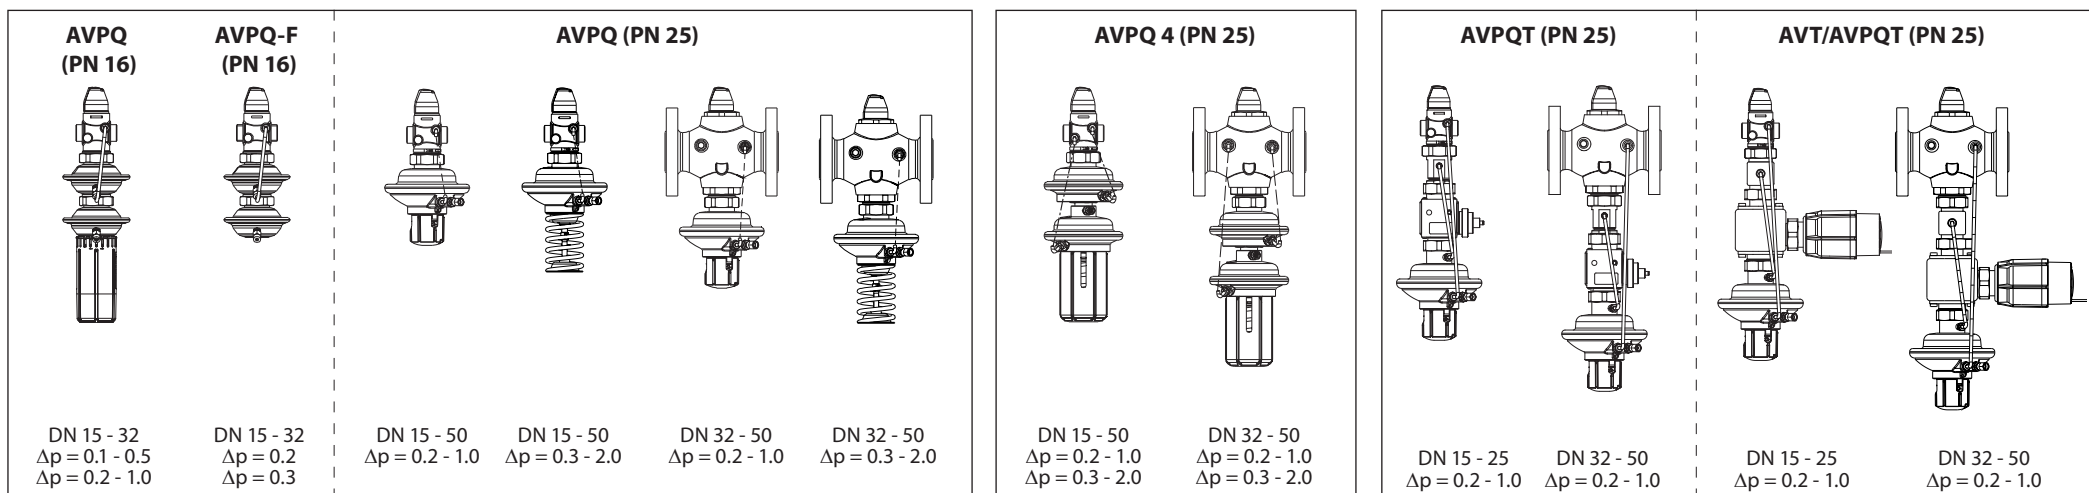 AVPQ
(PN 16)
DN 15 - 32
Δp = 0.1 - 0.5
Δp = 0.2 - 1.0
AVPQ-F
(PN 16)
DN 15 - 32
Δp = 0.2
Δp = 0.3
AVPQ (PN 25)
DN 15 - 50
Δp = 0.2 - 1.0
DN 15 - 50
Δp = 0.3 - 2.0
DN 32 - 50
Δp = 0.2 - 1.0
DN 32 - 50
Δp = 0.3 - 2.0
AVPQ 4 (PN 25)
DN 15 - 50
Δp = 0.2 - 1.0
Δp = 0.3 - 2.0
DN 32 - 50
Δp = 0.2 - 1.0
Δp = 0.3 - 2.0
AVPQT (PN 25)
DN 15 - 25
Δp = 0.2 - 1.0
DN 32 - 50
Δp = 0.2 - 1.0
AVT/AVPQT (PN 25)
DN 15 - 25
Δp = 0.2 - 1.0
DN 32 - 50
Δp = 0.2 - 1.0